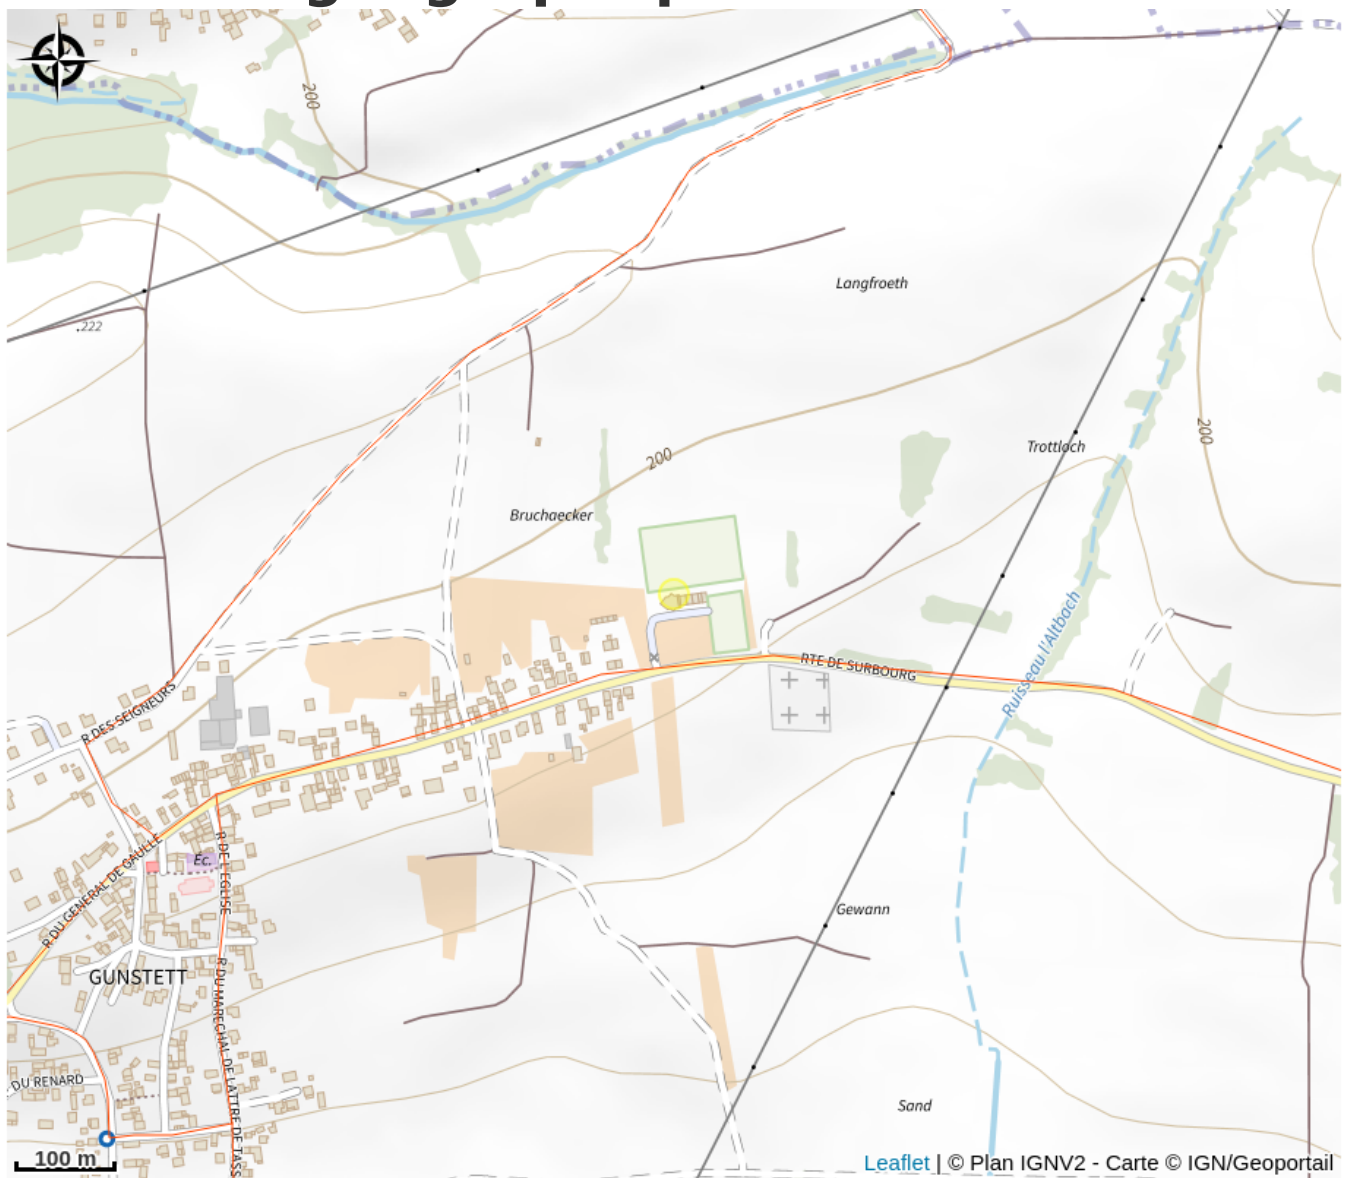 200
.222
Langfroeth
200
Trottloch
200
Bruchaecker
Ruisseau l'Altbach
RTE DE SURBOURG
R DES SEIGNEURS
R DU GENERAL DE GAULLE
Éc.
R DE L'EGLISE
Gewann
GUNSTETT
R DU MARECHAL DE LATTRE DE TASS
DU RENARD
Sand
100 m
Leaflet | © Plan IGNV2 - Carte © IGN/Geoportail